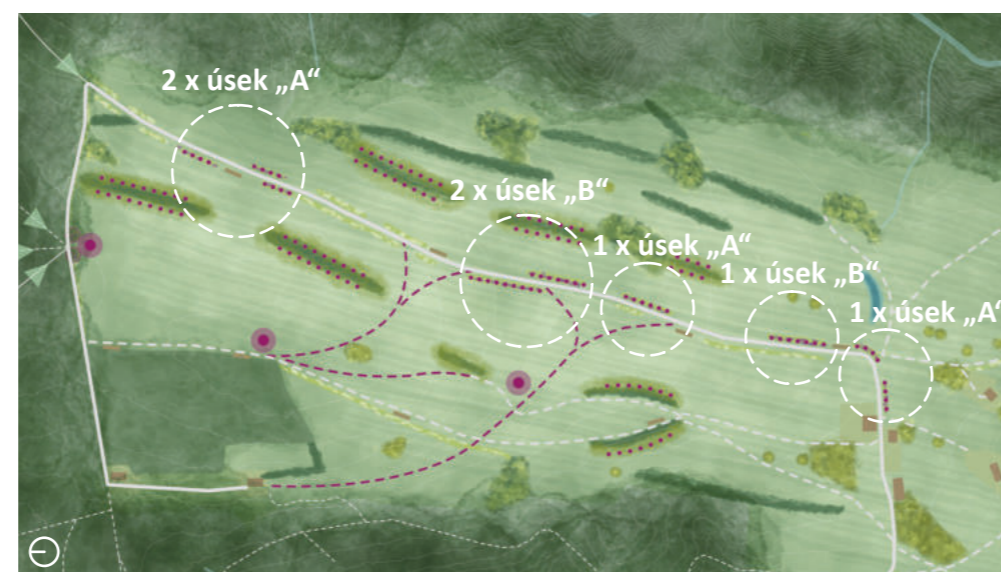 2 x úsek „A“
2 x úsek „B“
1 x úsek „A“
1 x úsek „B“
1 x úsek „A“